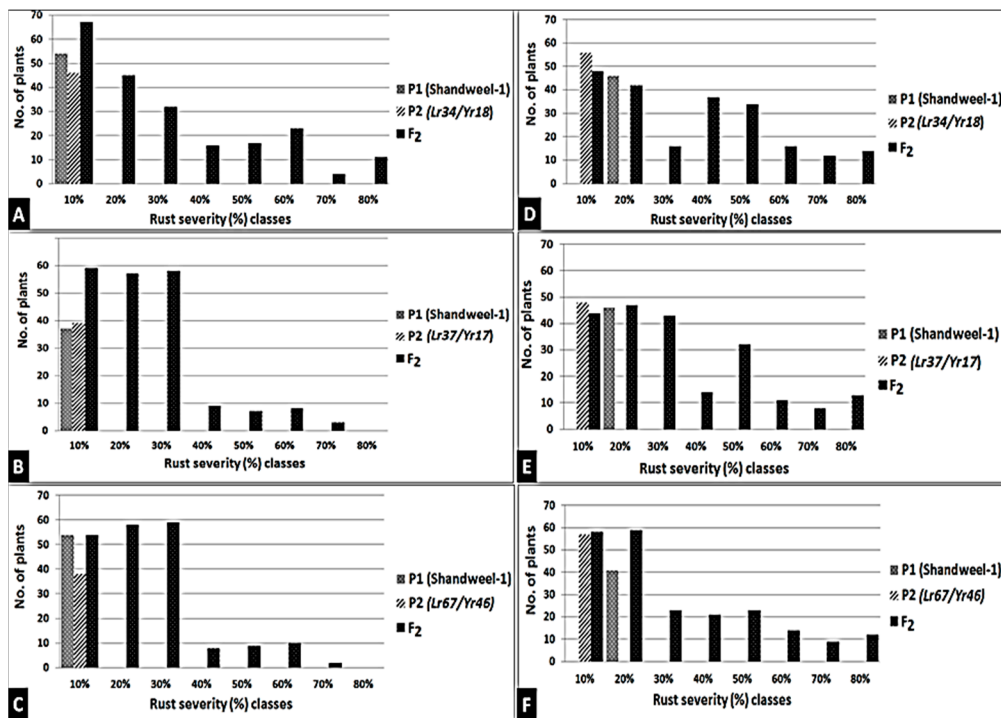 70
60
50
40
30
20
10
0
No. of plants
10% 20% 30% 40% 50% 60% 70% 80%
Rust severity (%) classes
P1 (Shandweel-1)
P2 (Lr34/Yr18)
F2
A
70
60
50
40
30
20
10
0
No. of plants
10% 20% 30% 40% 50% 60% 70% 80%
Rust severity (%) classes
P1 (Shandweel-1)
P2 (Lr34/Yr18)
F2
D
60
50
40
30
20
10
0
No. of plants
10% 20% 30% 40% 50% 60% 70% 80%
Rust severity (%) classes
P1 (Shandweel-1)
P2 (Lr37/Yr17)
F2
B
70
60
50
40
30
20
10
0
No. of plants
10% 20% 30% 40% 50% 60% 70% 80%
Rust severity (%) classes
P1 (Shandweel-1)
P2 (Lr37/Yr17)
F2
E
70
60
50
40
30
20
10
0
No. of plants
10% 20% 30% 40% 50% 60% 70% 80%
Rust severity (%) classes
P1 (Shandweel-1)
P2 (Lr67/Yr46)
F2
C
70
60
50
40
30
20
10
0
No. of plants
10% 20% 30% 40% 50% 60% 70% 80%
Rust severity (%) classes
P1 (Shandweel-1)
P2 (Lr67/Yr46)
F2
F